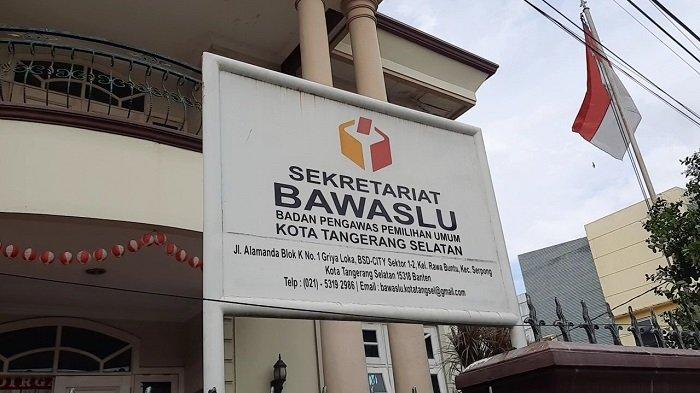 SEKRETARIAT
BAWASLU
BADAN PENGAWAS PEMILIHAN UMUM
KOTA TANGERANG SELATAN
Jl. Alamanda Blok K No. 1 Griya Loka, BSD-CITY Sektor 1-2, Kel. Rawa Buntu, Kec. Serpong
Kota Tangerang Selatan 15318 Banten
Telp : (021) - 5319 2986 | Email : bawaslu.kotatangsel@gmail.com